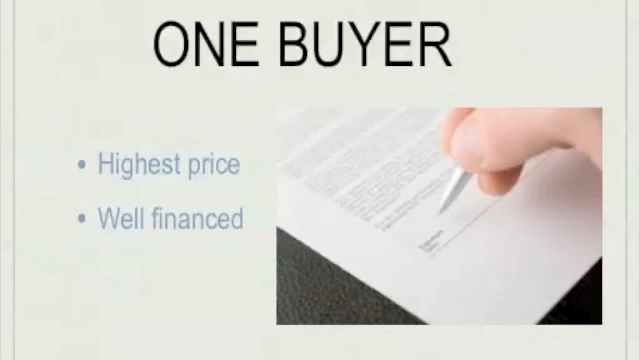 ONE BUYER
• Highest price
• Well financed